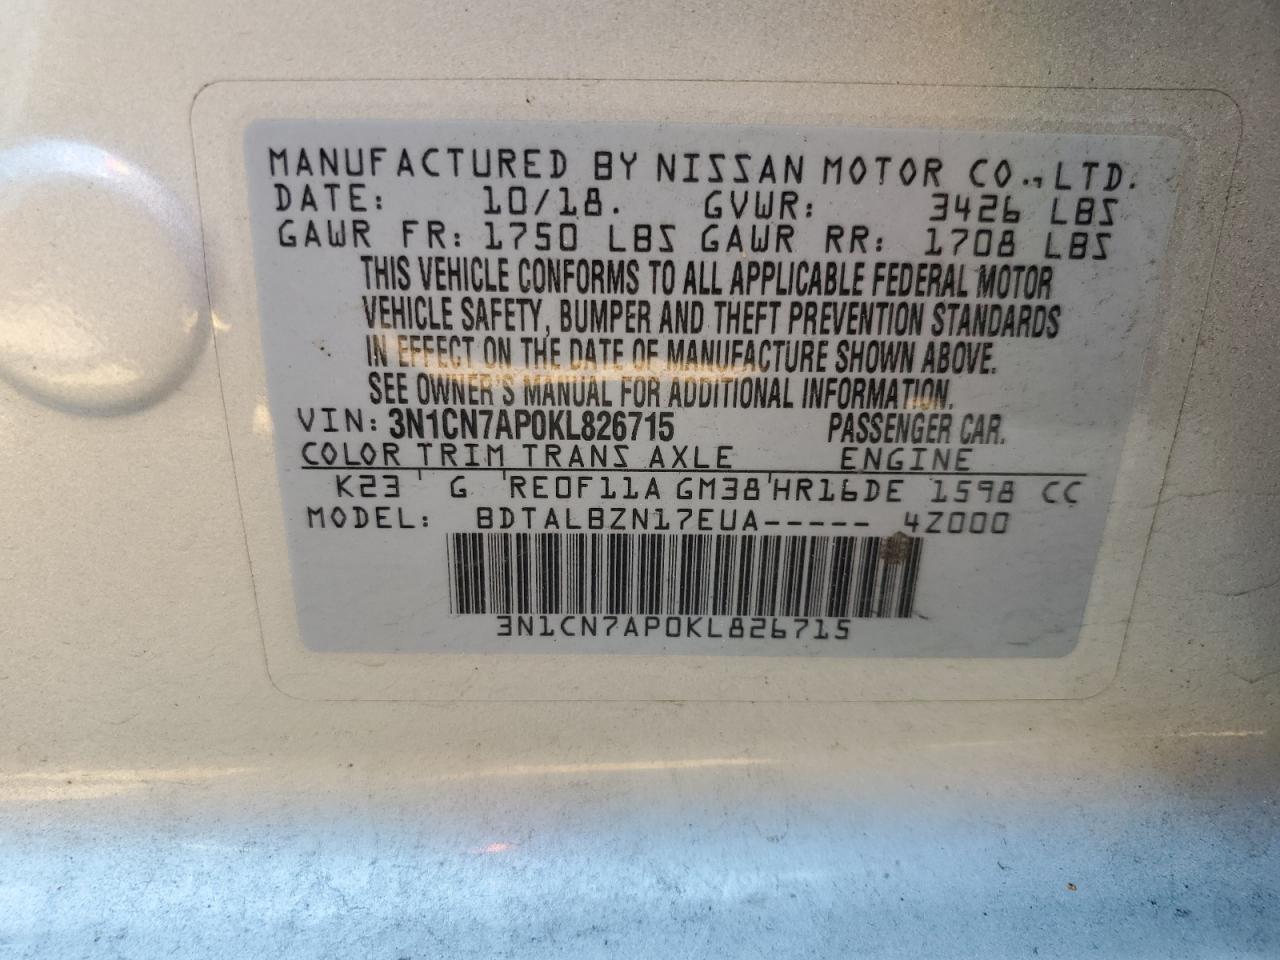 MANUFACTURED BY NISSAN MOTOR CO.,LTD.
DATE: 10/18. GVWR: 3426 LBS
GAWR FR: 1750 LBS GAWR RR: 1708 LBS
THIS VEHICLE CONFORMS TO ALL APPLICABLE FEDERAL MOTOR
VEHICLE SAFETY, BUMPER AND THEFT PREVENTION STANDARDS
IN EFFECT ON THE DATE OF MANUFACTURE SHOWN ABOVE.
SEE OWNER'S MANUAL FOR ADDITIONAL INFORMATION.
VIN: 3N1CN7AP0KL826715 PASSENGER CAR.
COLOR TRIM TRANS AXLE ENGINE
K23 G RE0F11A GM38 HR16DE 1598 CC
MODEL: BDTALBZN17EUA----- 4Z000
3N1CN7AP0KL826715